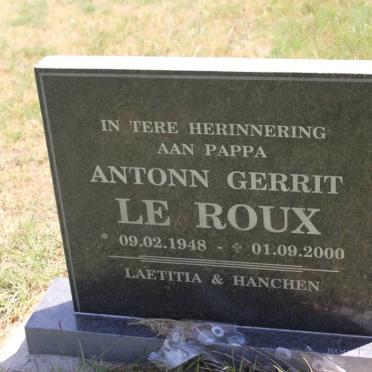 IN TERE HERINNERING
AAN PAPPA
ANTONN GERRIT
LE ROUX
* 09.02.1948 - ✝ 01.09.2000
LAETITIA & HANCHEN